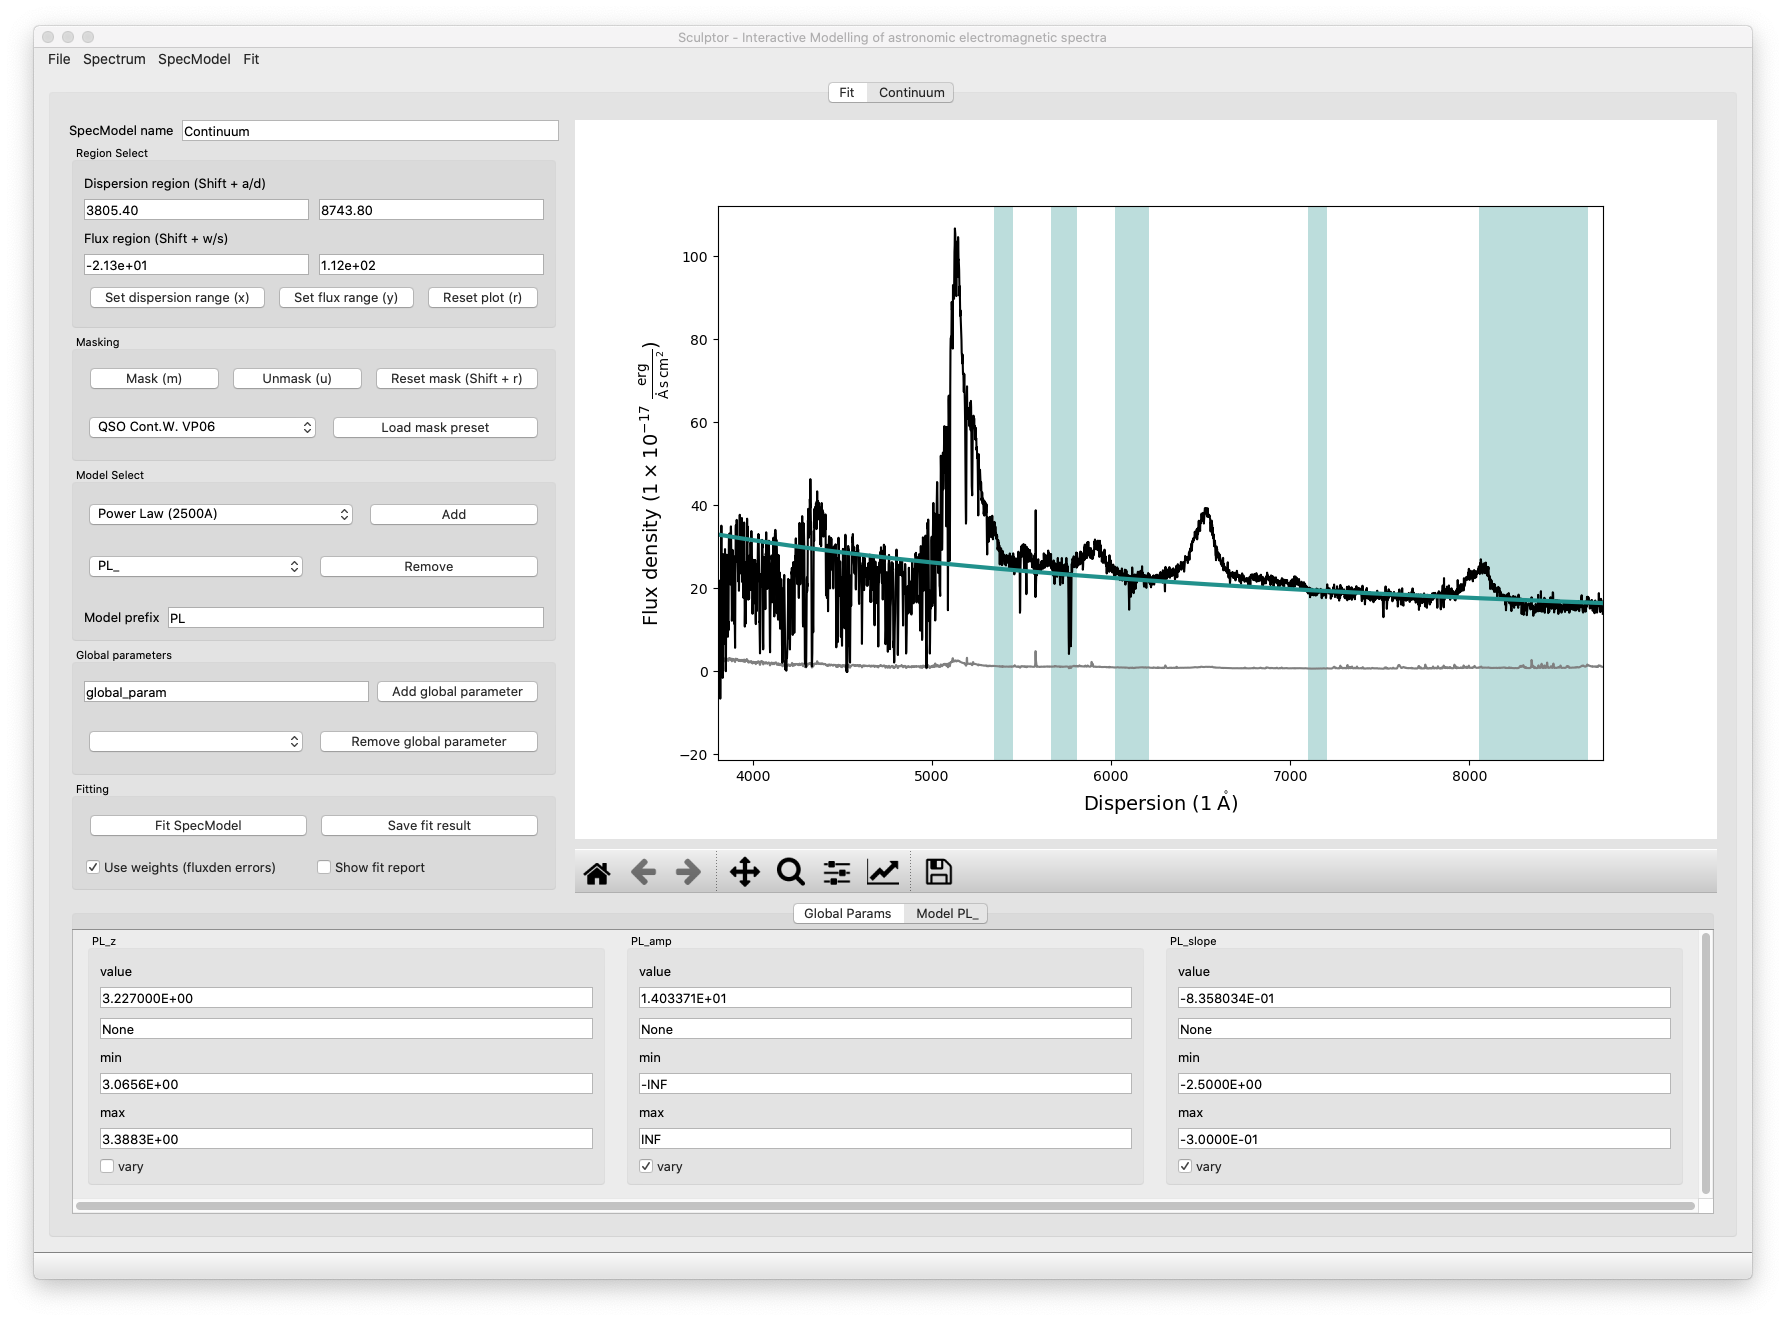 Sculptor - Interactive Modelling of astronomic electromagnetic spectra
File Spectrum SpecModel Fit
Fit Continuum
SpecModel name Continuum
Region Select
Dispersion region (Shift + a/d)
3805.40 8743.80
Flux region (Shift + w/s)
-2.13e+01 1.12e+02
Set dispersion range (x) Set flux range (y) Reset plot (r)
Masking
Mask (m) Unmask (u) Reset mask (Shift + r)
QSO Cont.W. VP06 Load mask preset
Model Select
Power Law (2500A) Add
PL_ Remove
Model prefix PL
Global parameters
global_param Add global parameter
Remove global parameter
Fitting
Fit SpecModel Save fit result
Use weights (fluxden errors) Show fit report
100
80
60
40
20
0
−20
Flux density (1 × 10⁻¹⁷ erg / Å s cm²)
4000 5000 6000 7000 8000
Dispersion (1 Å)
Global Params Model PL_
PL_z PL_amp PL_slope
value value value
3.227000E+00 1.403371E+01 -8.358034E-01
None None None
min min min
3.0656E+00 -INF -2.5000E+00
max max max
3.3883E+00 INF -3.0000E-01
vary vary vary